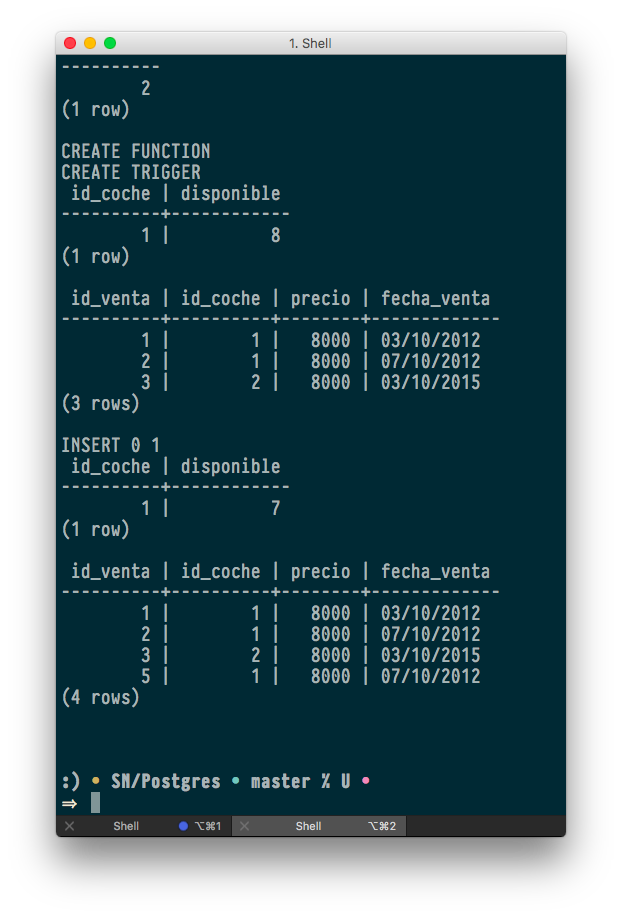 1. Shell
----------
        2
(1 row)

CREATE FUNCTION
CREATE TRIGGER
 id_coche | disponible
----------+------------
        1 |          8
(1 row)

 id_venta | id_coche | precio | fecha_venta
----------+----------+--------+-------------
        1 |        1 |   8000 | 03/10/2012
        2 |        1 |   8000 | 07/10/2012
        3 |        2 |   8000 | 03/10/2015
(3 rows)

INSERT 0 1
 id_coche | disponible
----------+------------
        1 |          7
(1 row)

 id_venta | id_coche | precio | fecha_venta
----------+----------+--------+-------------
        1 |        1 |   8000 | 03/10/2012
        2 |        1 |   8000 | 07/10/2012
        3 |        2 |   8000 | 03/10/2015
        5 |        1 |   8000 | 07/10/2012
(4 rows)

:) • SN/Postgres • master % U •
⇒
Shell ⌥⌘1 Shell ⌥⌘2